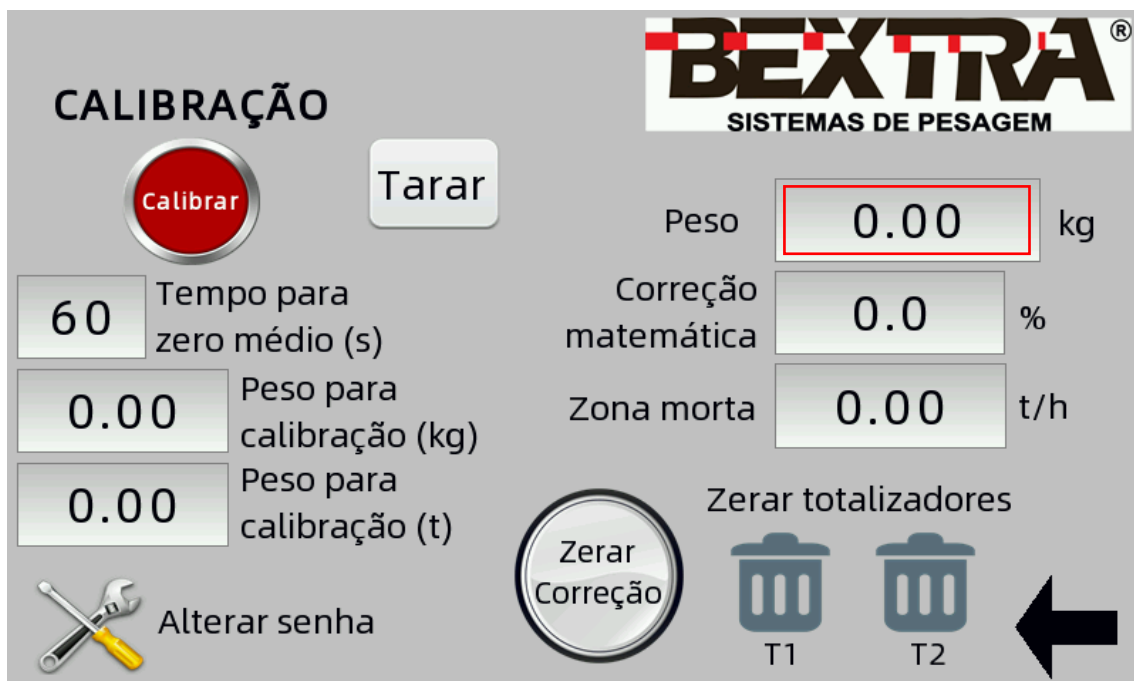 BEXTRA®
SISTEMAS DE PESAGEM
CALIBRAÇÃO
Calibrar
Tarar
Peso
0.00
kg
60
Tempo para
zero médio (s)
Correção
matemática
0.0
%
0.00
Peso para
calibração (kg)
Zona morta
0.00
t/h
0.00
Peso para
calibração (t)
Zerar
Correção
Zerar totalizadores
T1
T2
Alterar senha